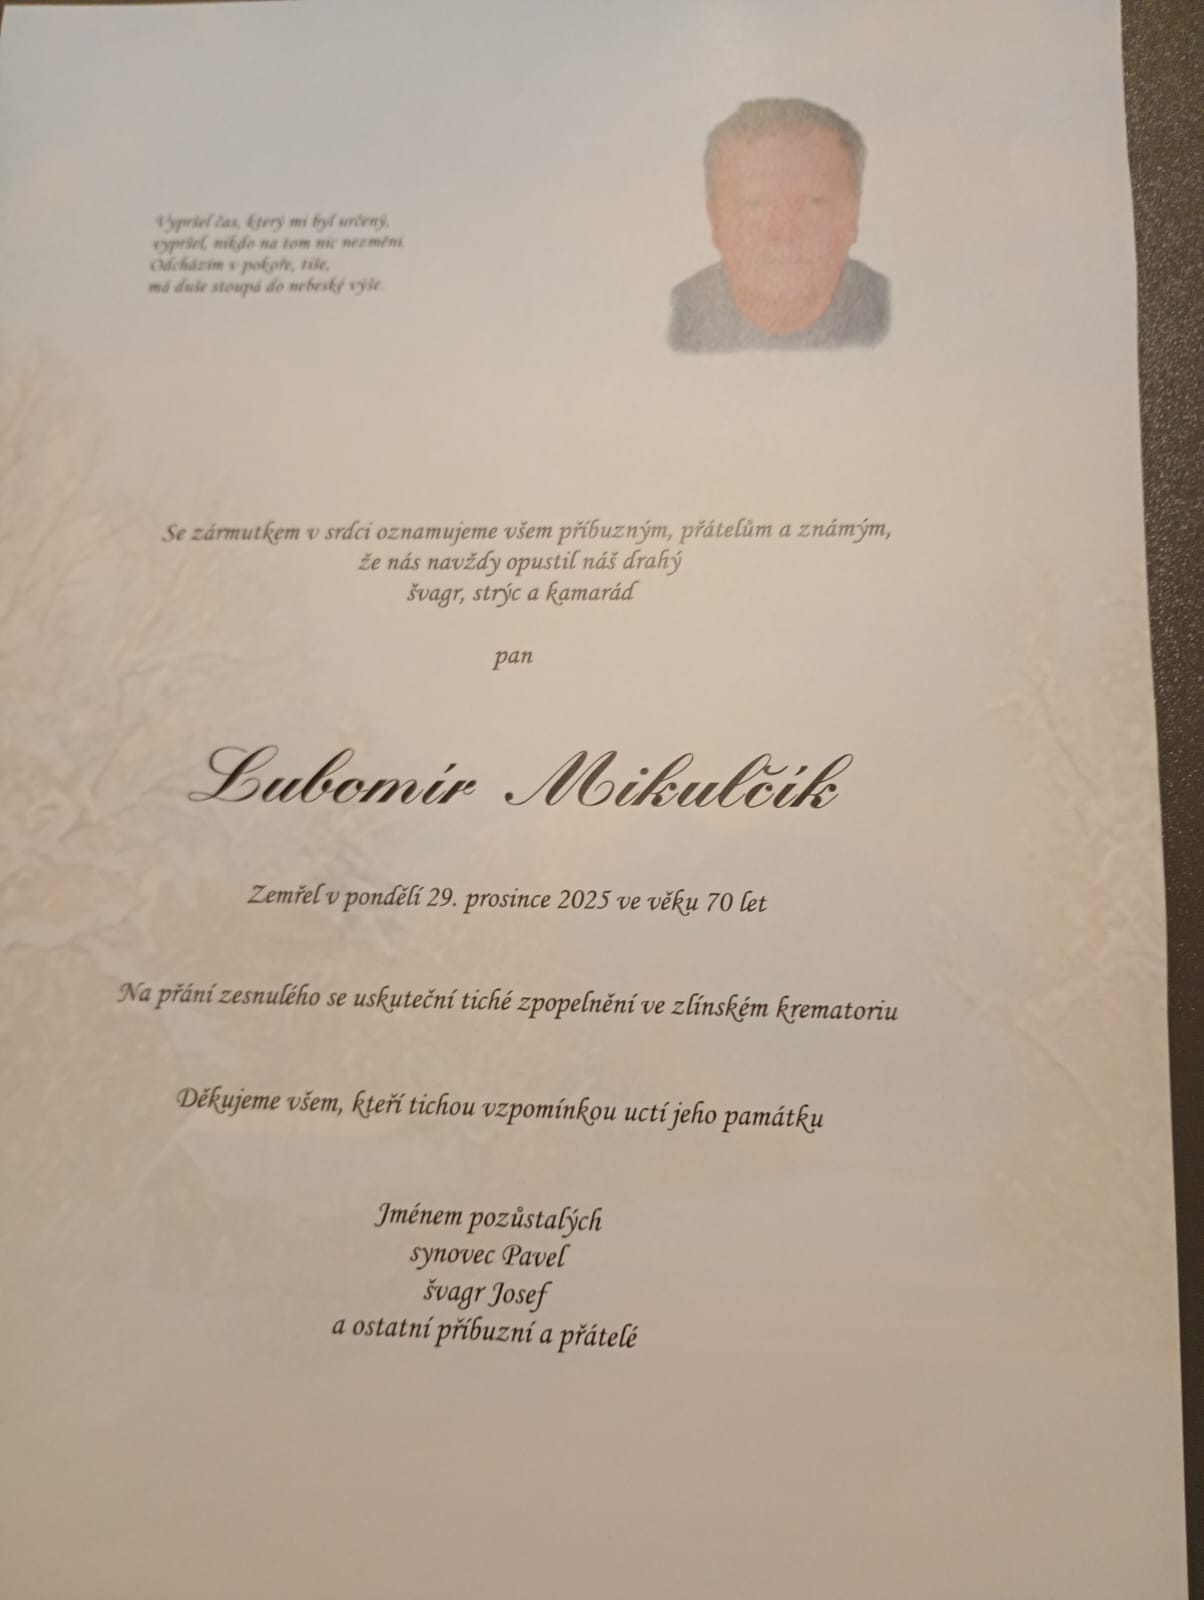 Vypršel čas, který mi byl určený,
vypršel, nikdo na tom nic nezmění.
Odcházím v pokoře, tiše,
má duše stoupá do nebeské výše.
Se zármutkem v srdci oznamujeme všem příbuzným, přátelům a známým,
že nás navždy opustil náš drahý
švagr, strýc a kamarád
pan
Lubomír Mikulčík
Zemřel v pondělí 29. prosince 2025 ve věku 70 let
Na přání zesnulého se uskuteční tiché zpopelnění ve zlínském krematoriu
Děkujeme všem, kteří tichou vzpomínkou uctí jeho památku
Jménem pozůstalých
synovec Pavel
švagr Josef
a ostatní příbuzní a přátelé